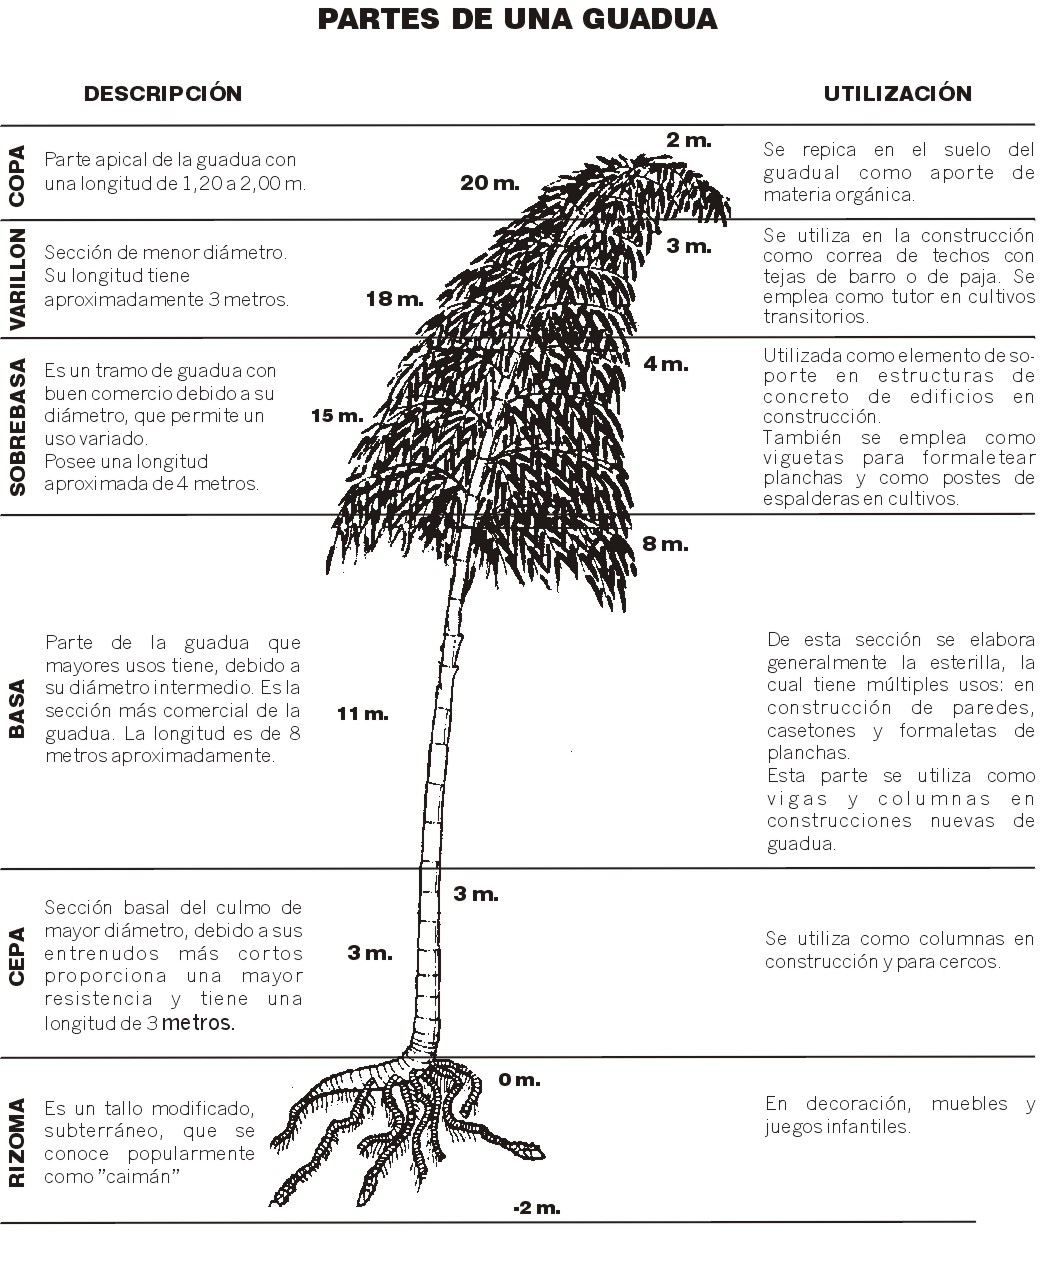 PARTES DE UNA GUADUA
DESCRIPCIÓN
UTILIZACIÓN
COPA
Parte apical de la guadua con
una longitud de 1,20 a 2,00 m.
20 m.
2 m.
Se repica en el suelo del
guadual como aporte de
materia orgánica.
VARILLON
Sección de menor diámetro.
Su longitud tiene
aproximadamente 3 metros.
18 m.
3 m.
Se utiliza en la construcción
como correa de techos con
tejas de barro o de paja. Se
emplea como tutor en cultivos
transitorios.
SOBREBASA
Es un tramo de guadua con
buen comercio debido a su
diámetro, que permite un
uso variado.
Posee una longitud
aproximada de 4 metros.
15 m.
4 m.
Utilizada como elemento de so-
porte en estructuras de
concreto de edificios en
construcción.
También se emplea como
viguetas para formaletear
planchas y como postes de
espalderas en cultivos.
BASA
Parte de la guadua que
mayores usos tiene, debido a
su diámetro intermedio. Es la
sección más comercial de la
guadua. La longitud es de 8
metros aproximadamente.
11 m.
8 m.
De esta sección se elabora
generalmente la esterilla, la
cual tiene múltiples usos: en
construcción de paredes,
casetones y formaletas de
planchas.
Esta parte se utiliza como
vigas y columnas en
construcciones nuevas de
guadua.
CEPA
Sección basal del culmo de
mayor diámetro, debido a sus
entrenudos más cortos
proporciona una mayor
resistencia y tiene una
longitud de 3 metros.
3 m.
3 m.
Se utiliza como columnas en
construcción y para cercos.
RIZOMA
Es un tallo modificado,
subterráneo, que se
conoce popularmente
como ”caimán”
0 m.
-2 m.
En decoración, muebles y
juegos infantiles.